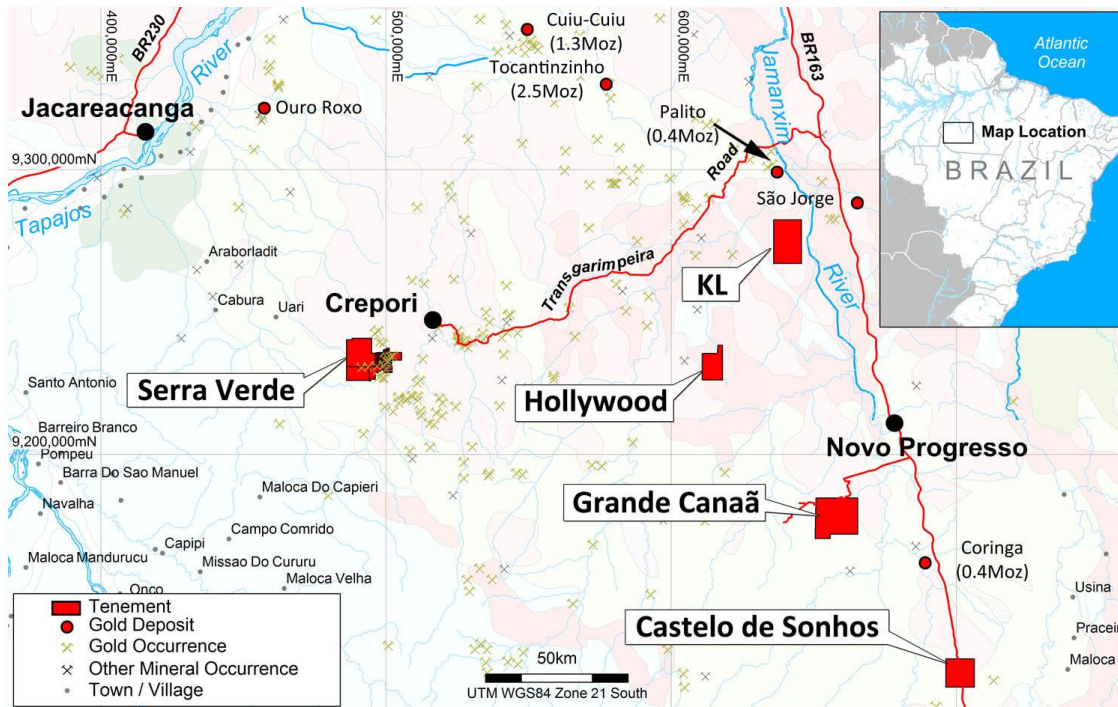 400,000mE
500,000mE
600,000mE
BR230
River
Jacareacanga
9,300,000mN
Tapajos
Ouro Roxo
Cuiu-Cuiu
(1.3Moz)
Tocantinzinho
(2.5Moz)
Palito
(0.4Moz)
Jamanxin
River
BR163
São Jorge
Transgarimpeira Road
KL
Atlantic
Ocean
Map Location
BRAZIL
Araborladit
Cabura
Uari
Crepori
Serra Verde
Hollywood
Santo Antonio
Barreiro Branco
9,200,000mN
Pompeu
Barra Do Sao Manuel
Navalha
Maloca Do Capieri
Campo Comrido
Capipi
Maloca Mandurucu
Missao Do Cururu
Maloca Velha
Onco
Novo Progresso
Grande Canaã
Coringa
(0.4Moz)
Castelo de Sonhos
Usina
Pracei
Maloca
Tenement
Gold Deposit
Gold Occurrence
Other Mineral Occurrence
Town / Village
50km
UTM WGS84 Zone 21 South